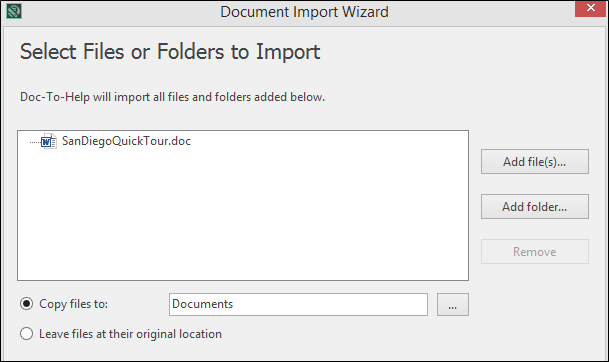 Document Import Wizard
Select Files or Folders to Import
Doc-To-Help will import all files and folders added below.
SanDiegoQuickTour.doc
Add file(s)...
Add folder...
Remove
Copy files to:
Documents
...
Leave files at their original location